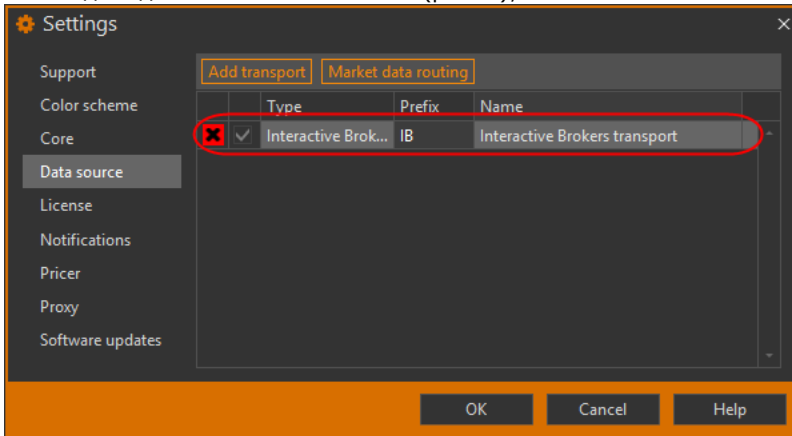 Settings
Support
Color scheme
Core
Data source
License
Notifications
Pricer
Proxy
Software updates
Add transport Market data routing
Type Prefix Name
Interactive Brok... IB Interactive Brokers transport
OK Cancel Help